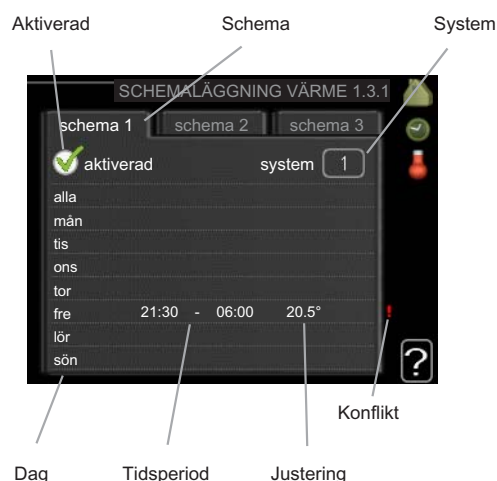 Aktiverad Schema System
SCHEMALÄGGNING VÄRME 1.3.1
schema 1 schema 2 schema 3
aktiverad system 1
alla
mån
tis
ons
tor
fre 21:30 - 06:00 20.5° !
lör
sön
?
Konflikt
Dag Tidsperiod Justering